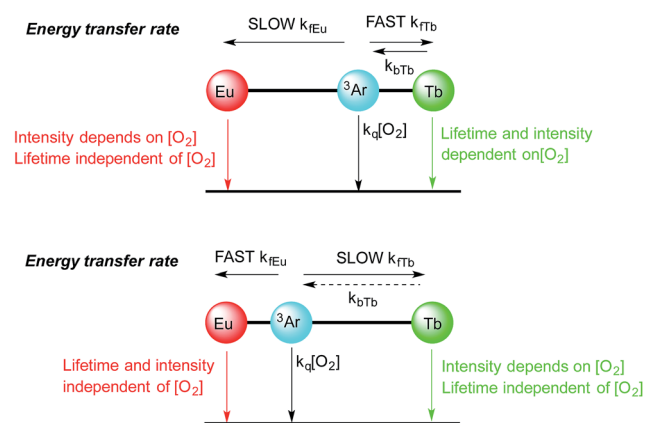 Energy transfer rate
SLOW kfEu
FAST kfTb
kbTb
Eu
3Ar
Tb
kq[O2]
Intensity depends on [O2]
Lifetime independent of [O2]
Lifetime and intensity
dependent on[O2]
Energy transfer rate
FAST kfEu
SLOW kfTb
kbTb
Eu
3Ar
Tb
kq[O2]
Lifetime and intensity
independent of [O2]
Intensity depends on [O2]
Lifetime independent of [O2]